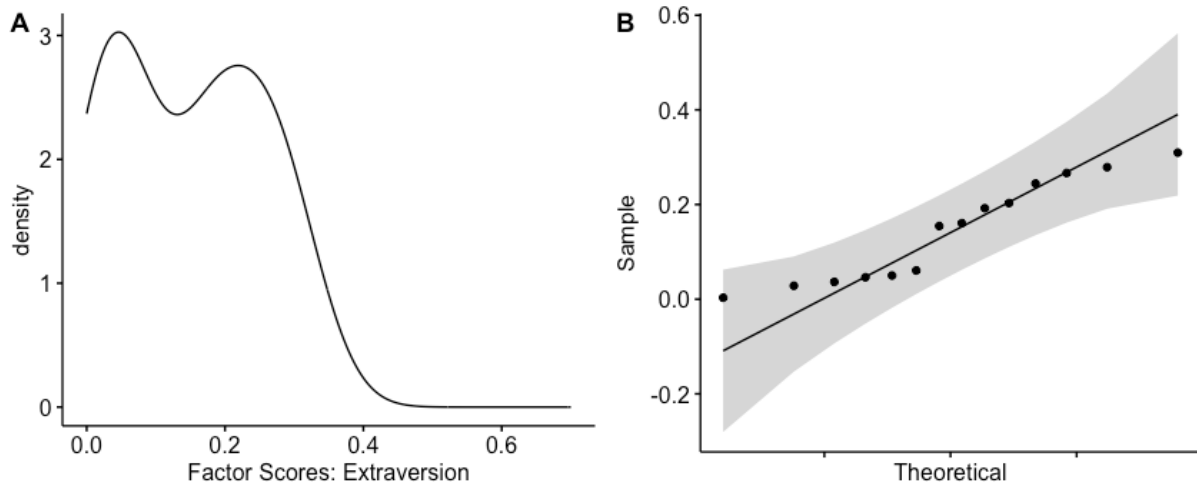 A
3
2
1
0
density
0.0 0.2 0.4 0.6
Factor Scores: Extraversion
B
0.6
0.4
0.2
0.0
-0.2
Sample
Theoretical